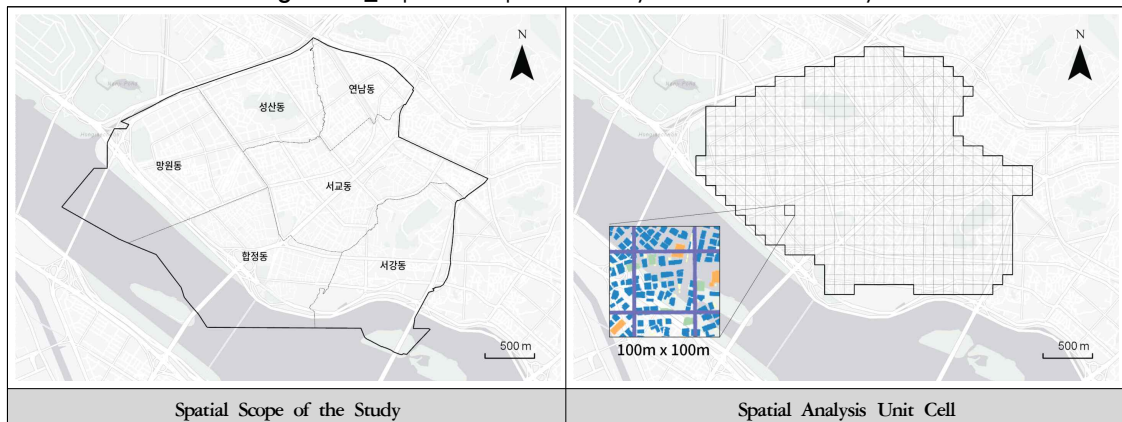 N
연남동
성산동
망원동
서교동
합정동
서강동
500 m
N
100m x 100m
500 m
Spatial Scope of the Study
Spatial Analysis Unit Cell